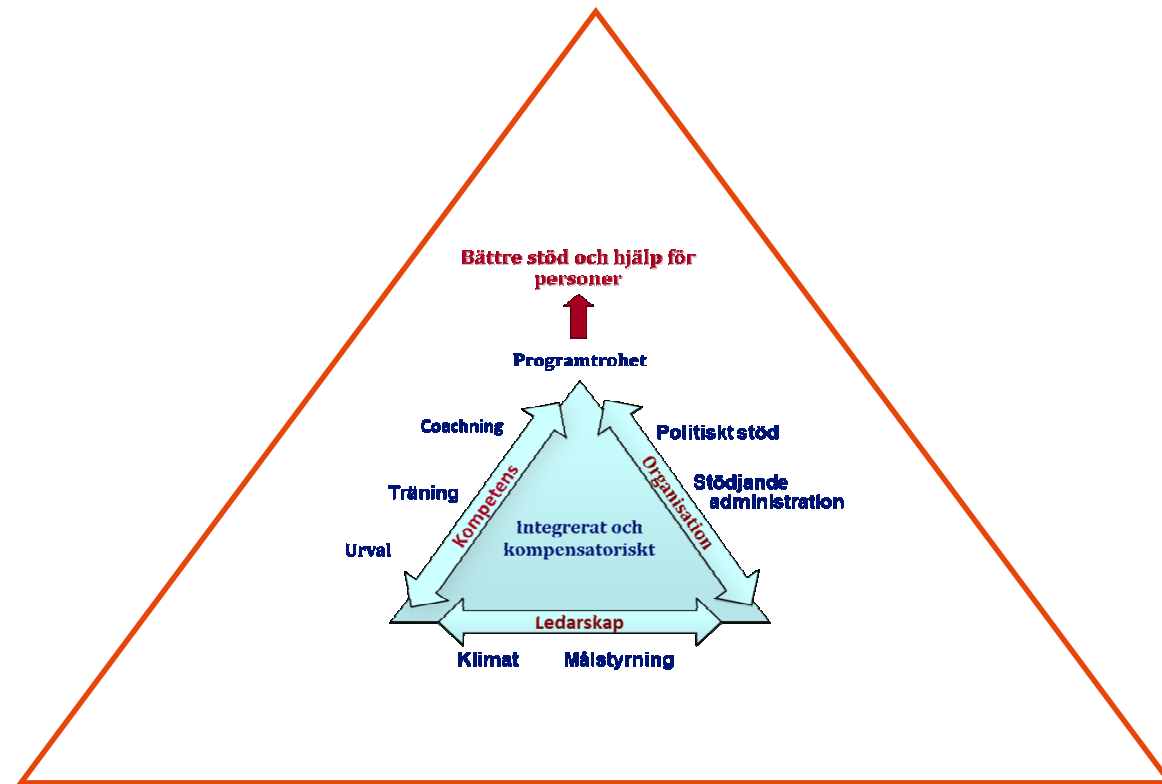 Bättre stöd och hjälp för
personer
Programtrohet
Coachning
Politiskt stöd
Träning
Kompetens
Organisation
Stödjande
administration
Urval
Integrerat och
kompensatoriskt
Ledarskap
Klimat
Målstyrning